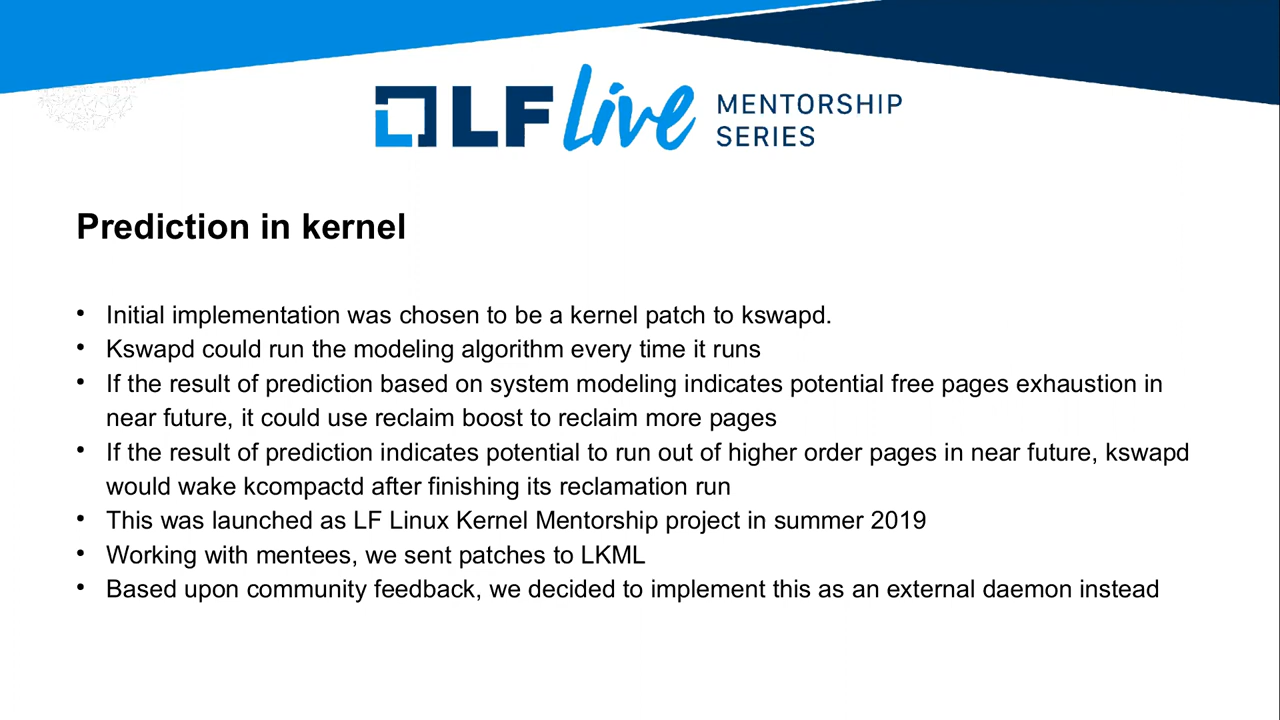 LF Live MENTORSHIP
SERIES
Prediction in kernel
• Initial implementation was chosen to be a kernel patch to kswapd.
• Kswapd could run the modeling algorithm every time it runs
• If the result of prediction based on system modeling indicates potential free pages exhaustion in
near future, it could use reclaim boost to reclaim more pages
• If the result of prediction indicates potential to run out of higher order pages in near future, kswapd
would wake kcompactd after finishing its reclamation run
• This was launched as LF Linux Kernel Mentorship project in summer 2019
• Working with mentees, we sent patches to LKML
• Based upon community feedback, we decided to implement this as an external daemon instead